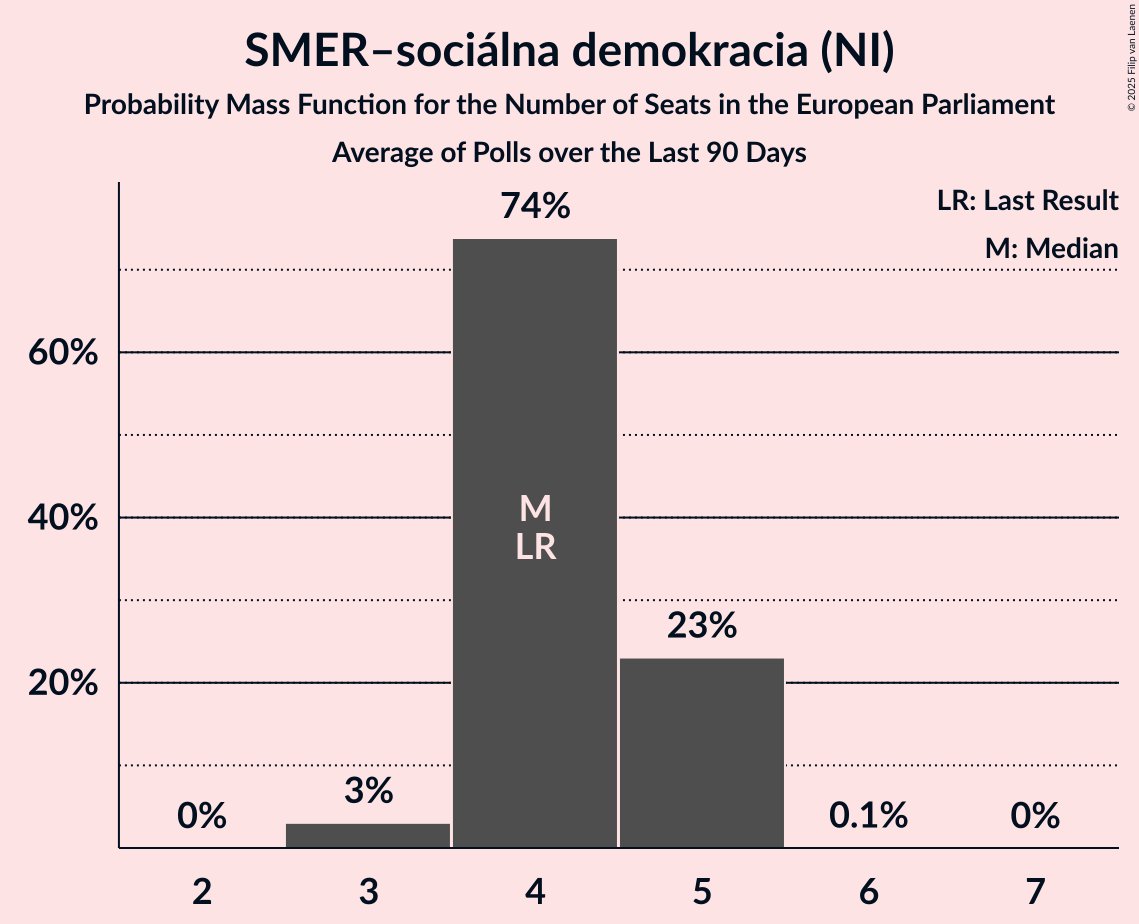 SMER–sociálna demokracia (NI)
Probability Mass Function for the Number of Seats in the European Parliament
Average of Polls over the Last 90 Days
© 2025 Filip van Laenen
LR: Last Result
M: Median
74%
60%
40%
20%
M
LR
23%
3%
0%
0.1%
0%
2 3 4 5 6 7